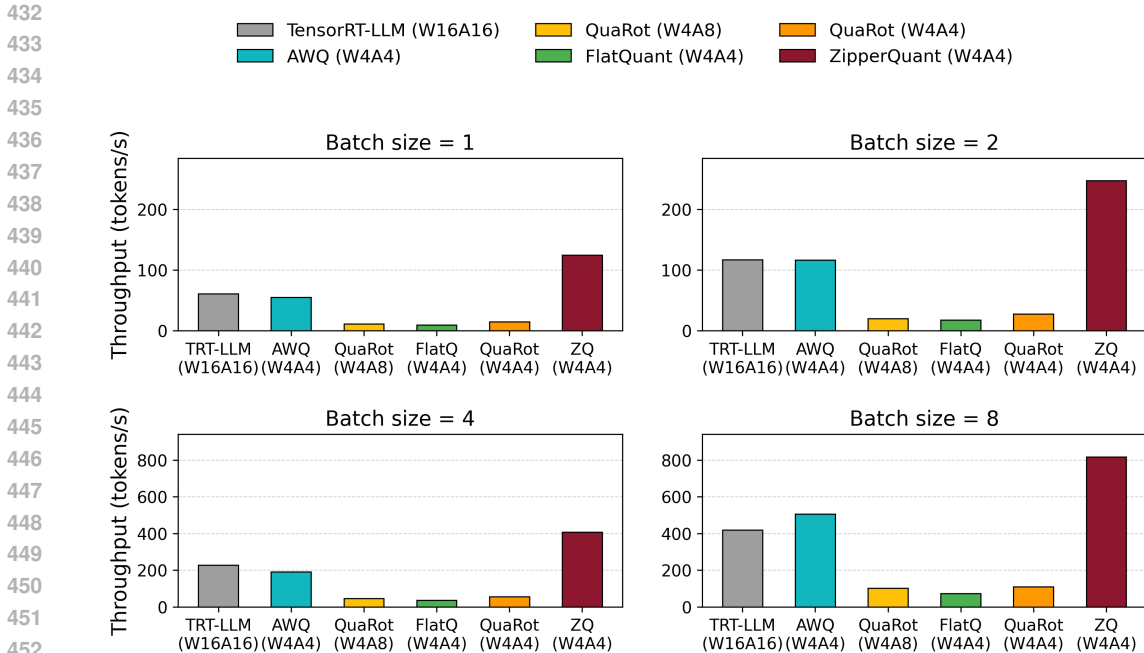 432
433
434
435
436
437
438
439
440
441
442
443
444
445
446
447
448
449
450
451
452
TensorRT-LLM (W16A16)
AWQ (W4A4)
QuaRot (W4A8)
FlatQuant (W4A4)
QuaRot (W4A4)
ZipperQuant (W4A4)
Batch size = 1
Throughput (tokens/s)
200
100
0
TRT-LLM AWQ QuaRot FlatQ QuaRot ZQ
(W16A16) (W4A4) (W4A8) (W4A4) (W4A4) (W4A4)
Batch size = 2
200
100
0
TRT-LLM AWQ QuaRot FlatQ QuaRot ZQ
(W16A16) (W4A4) (W4A8) (W4A4) (W4A4) (W4A4)
Batch size = 4
Throughput (tokens/s)
800
600
400
200
0
TRT-LLM AWQ QuaRot FlatQ QuaRot ZQ
(W16A16) (W4A4) (W4A8) (W4A4) (W4A4) (W4A4)
Batch size = 8
800
600
400
200
0
TRT-LLM AWQ QuaRot FlatQ QuaRot ZQ
(W16A16) (W4A4) (W4A8) (W4A4) (W4A4) (W4A4)